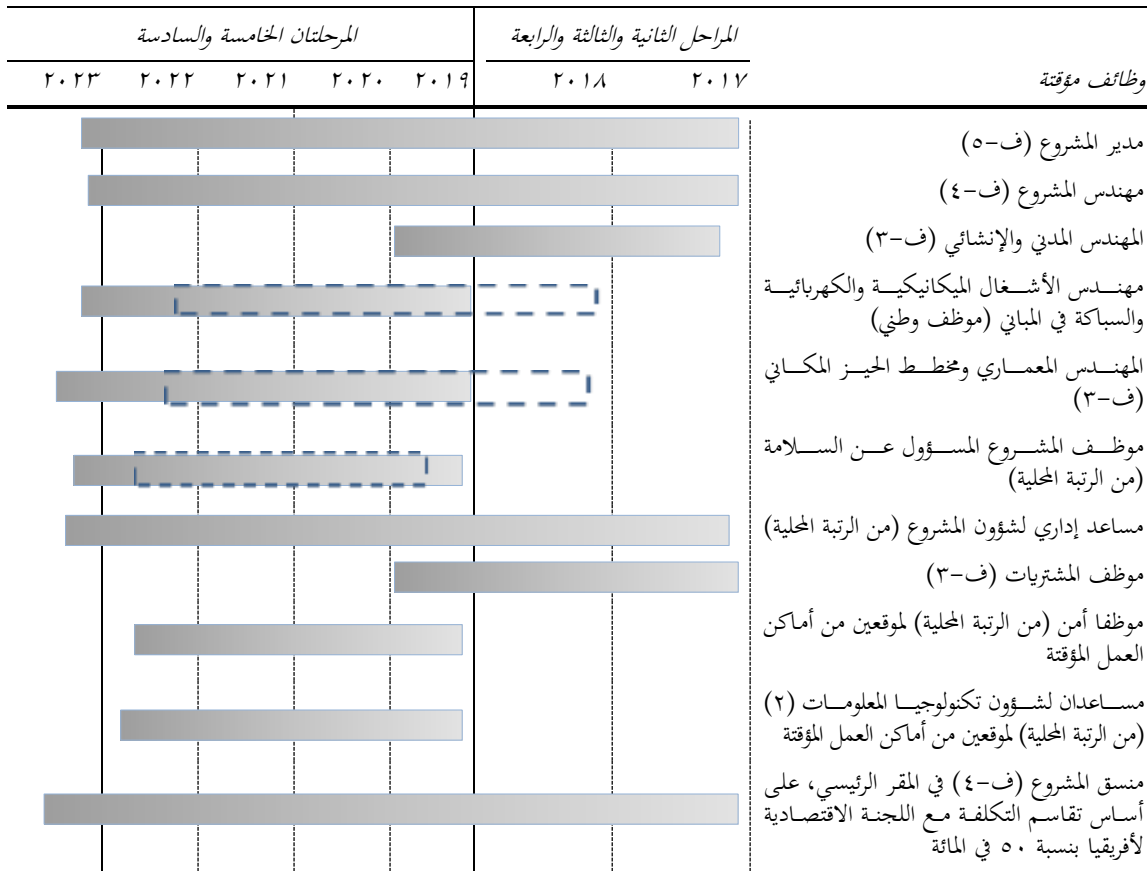 المراحل الثانية والثالثة والرابعة
المرحلتان الخامسة والسادسة
وظائف مؤقتة
٢٠١٧ ٢٠١٨ ٢٠١٩ ٢٠٢٠ ٢٠٢١ ٢٠٢٢ ٢٠٢٣
مدير المشروع (ف-٥)
مهندس المشروع (ف-٤)
المهندس المدني والإنشائي (ف-٣)
مهندس الأشغال الميكانيكية والكهربائية
والسباكة في المباني (موظف وطني)
المهندس المعماري ومخطط الحيز المكاني
(ف-٣)
موظف المشروع المسؤول عن السلامة
(من الرتبة المحلية)
مساعد إداري لشؤون المشروع (من الرتبة المحلية)
موظف المشتريات (ف-٣)
موظفا أمن (من الرتبة المحلية) لموقعين من أماكن
العمل المؤقتة
مساعدان لشؤون تكنولوجيا المعلومات (٢)
(من الرتبة المحلية) لموقعين من أماكن العمل المؤقتة
منسق المشروع (ف-٤) في المقر الرئيسي، على
أساس تقاسم التكلفة مع اللجنة الاقتصادية
لأفريقيا بنسبة ٥٠ في المائة